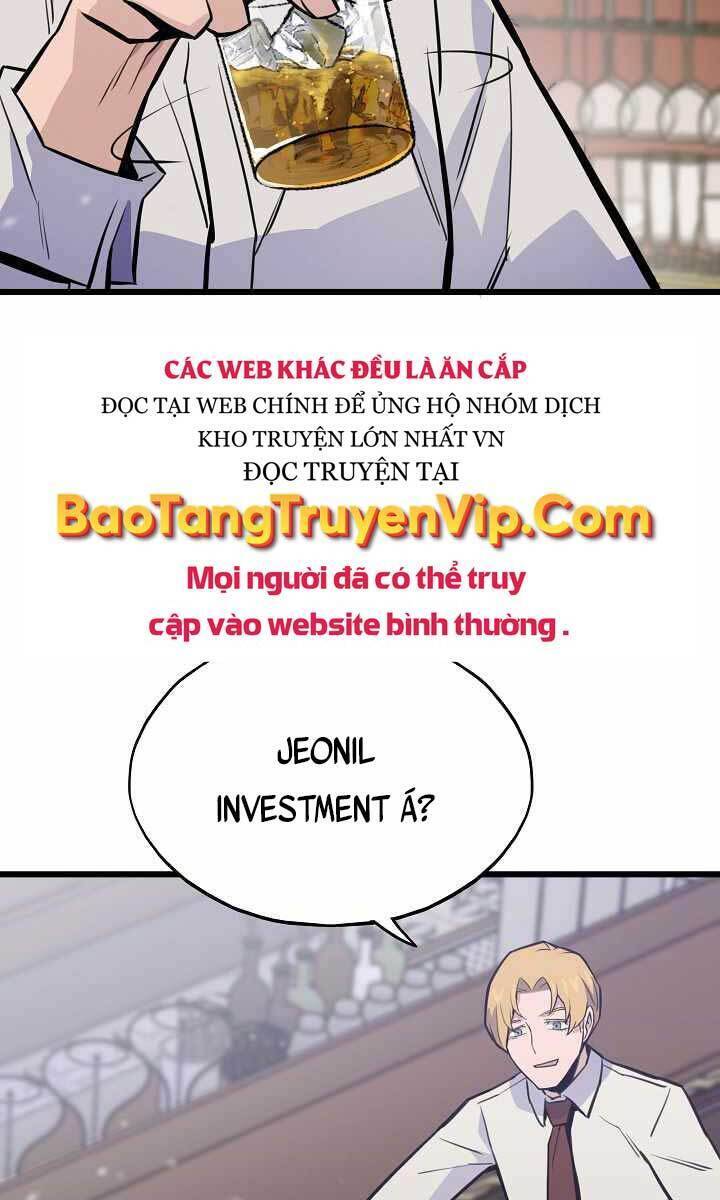 CÁC WEB KHÁC ĐỀU LÀ ĂN CẮP
ĐỌC TẠI WEB CHÍNH ĐỂ ỦNG HỘ NHÓM DỊCH
KHO TRUYỆN LỚN NHẤT VN
ĐỌC TRUYỆN TẠI
BaoTangTruyenVip.Com
Mọi người đã có thể truy
cập vào website bình thường .
JEONIL
INVESTMENT Á?